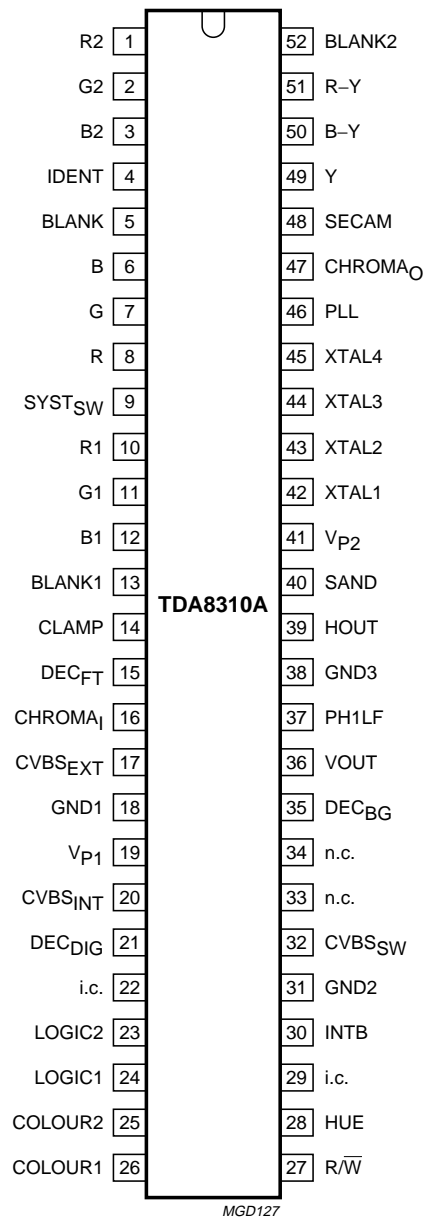 R2 1 52 BLANK2
G2 2 51 R−Y
B2 3 50 B−Y
IDENT 4 49 Y
BLANK 5 48 SECAM
B 6 47 CHROMAO
G 7 46 PLL
R 8 45 XTAL4
SYSTSW 9 44 XTAL3
R1 10 43 XTAL2
G1 11 42 XTAL1
B1 12 41 VP2
BLANK1 13 40 SAND
TDA8310A
CLAMP 14 39 HOUT
DECFT 15 38 GND3
CHROMAI 16 37 PH1LF
CVBSEXT 17 36 VOUT
GND1 18 35 DECBG
VP1 19 34 n.c.
CVBSINT 20 33 n.c.
DECDIG 21 32 CVBSSW
i.c. 22 31 GND2
LOGIC2 23 30 INTB
LOGIC1 24 29 i.c.
COLOUR2 25 28 HUE
COLOUR1 26 27 R/W̅
MGD127